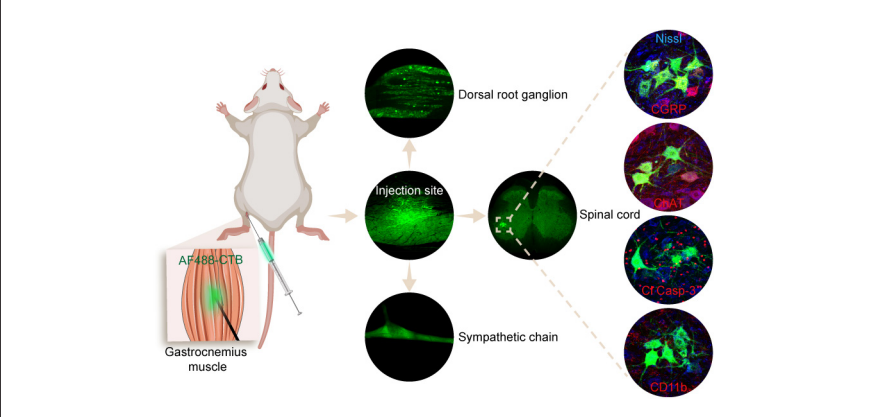 AF488-CTB
Gastrocnemius
muscle
Dorsal root ganglion
Injection site
Sympathetic chain
Spinal cord
Nissl
CGRP
ChAT
Cf Casp-3
CD11b